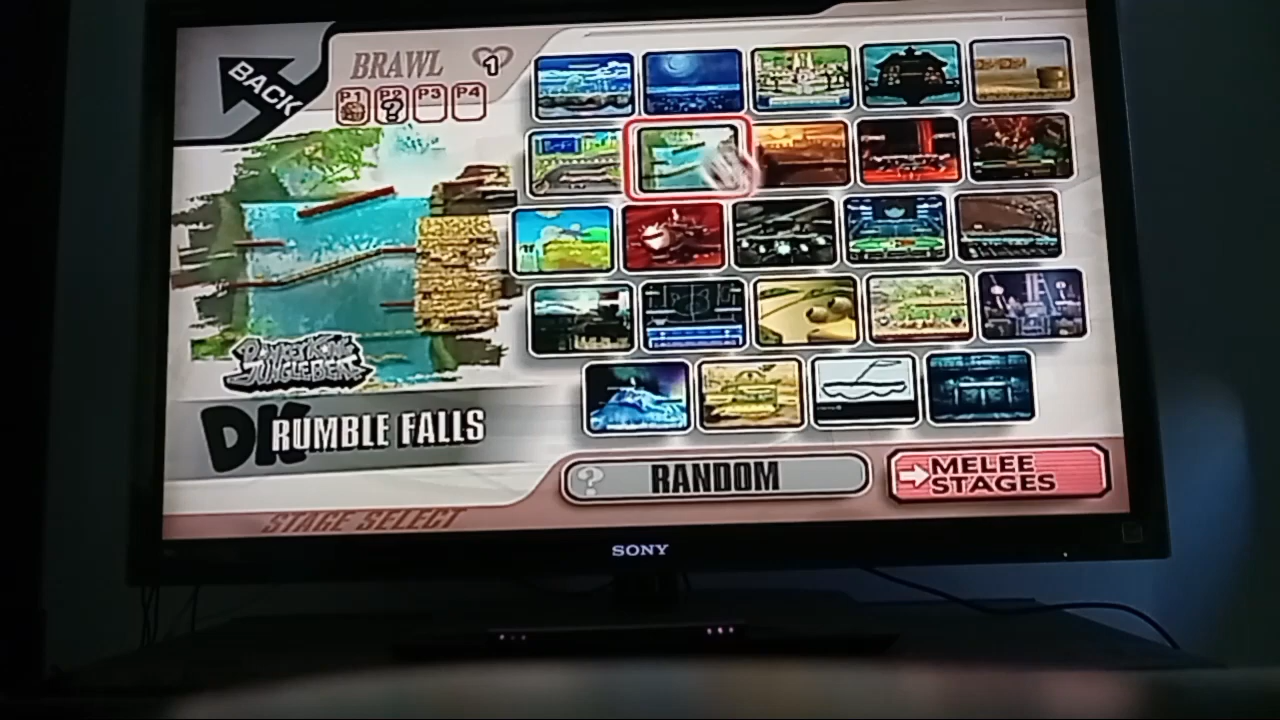 BACK
BRAWL 1
P1 P2 P3 P4
?
DONKEY KONG
JUNGLE BEAT
DK RUMBLE FALLS
? RANDOM
MELEE
STAGES
STAGE SELECT
SONY